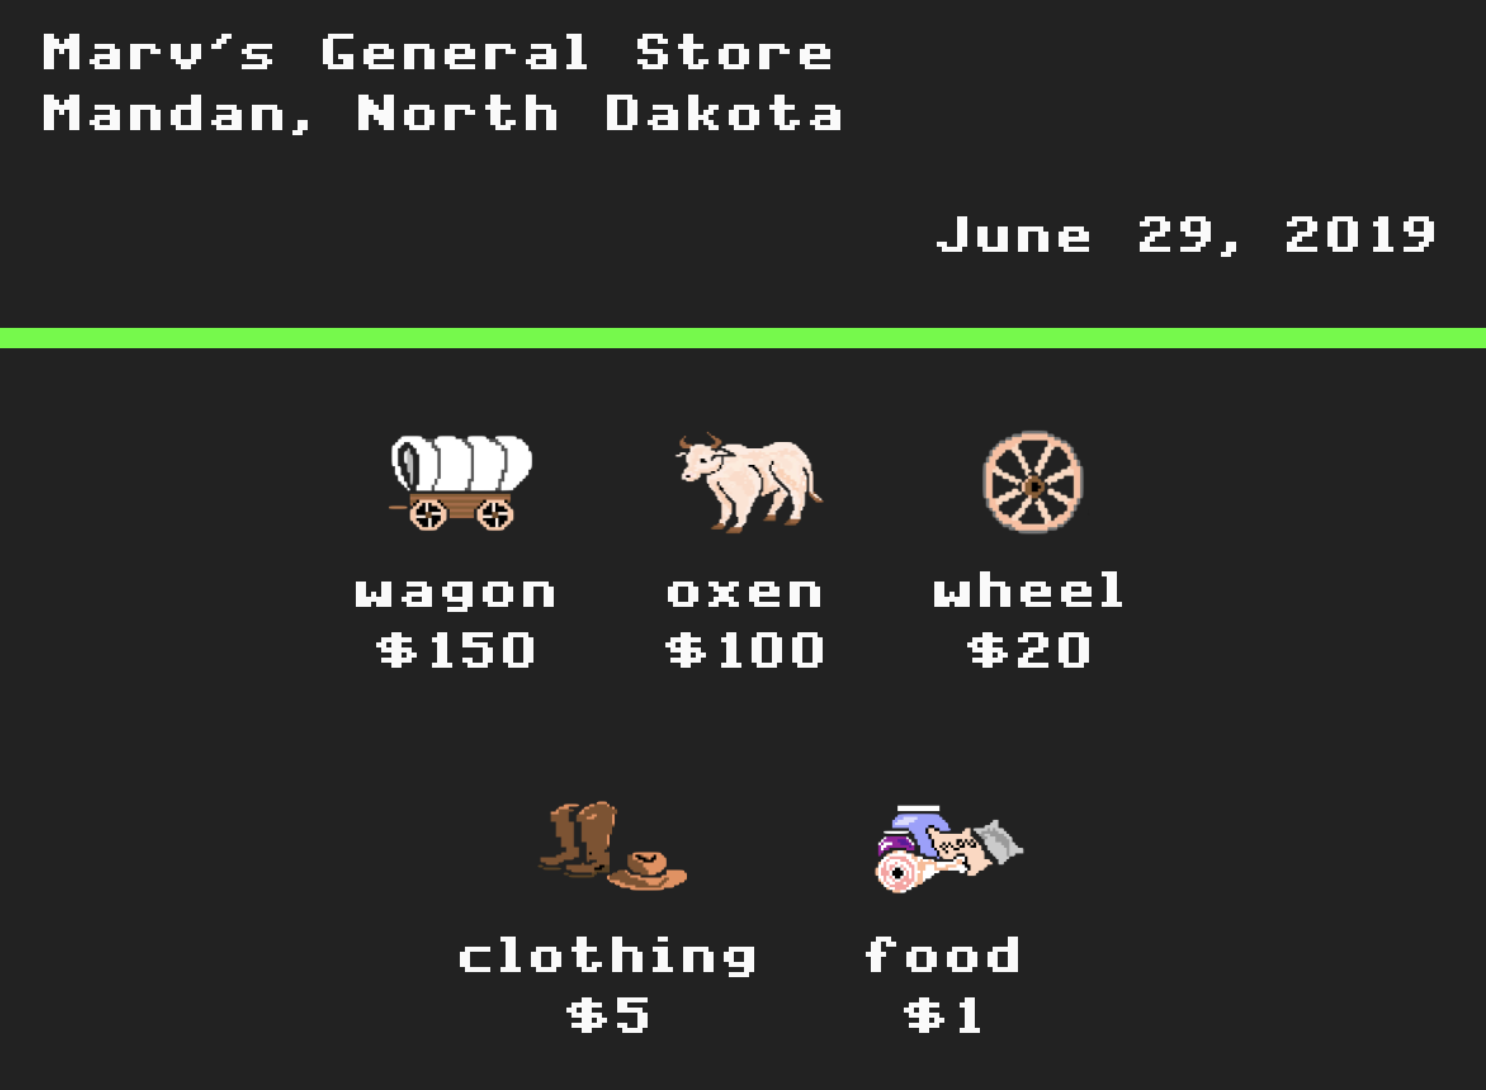 Marv's General Store
Mandan, North Dakota
June 29, 2019
wagon oxen wheel
$150 $100 $20
clothing food
$5 $1